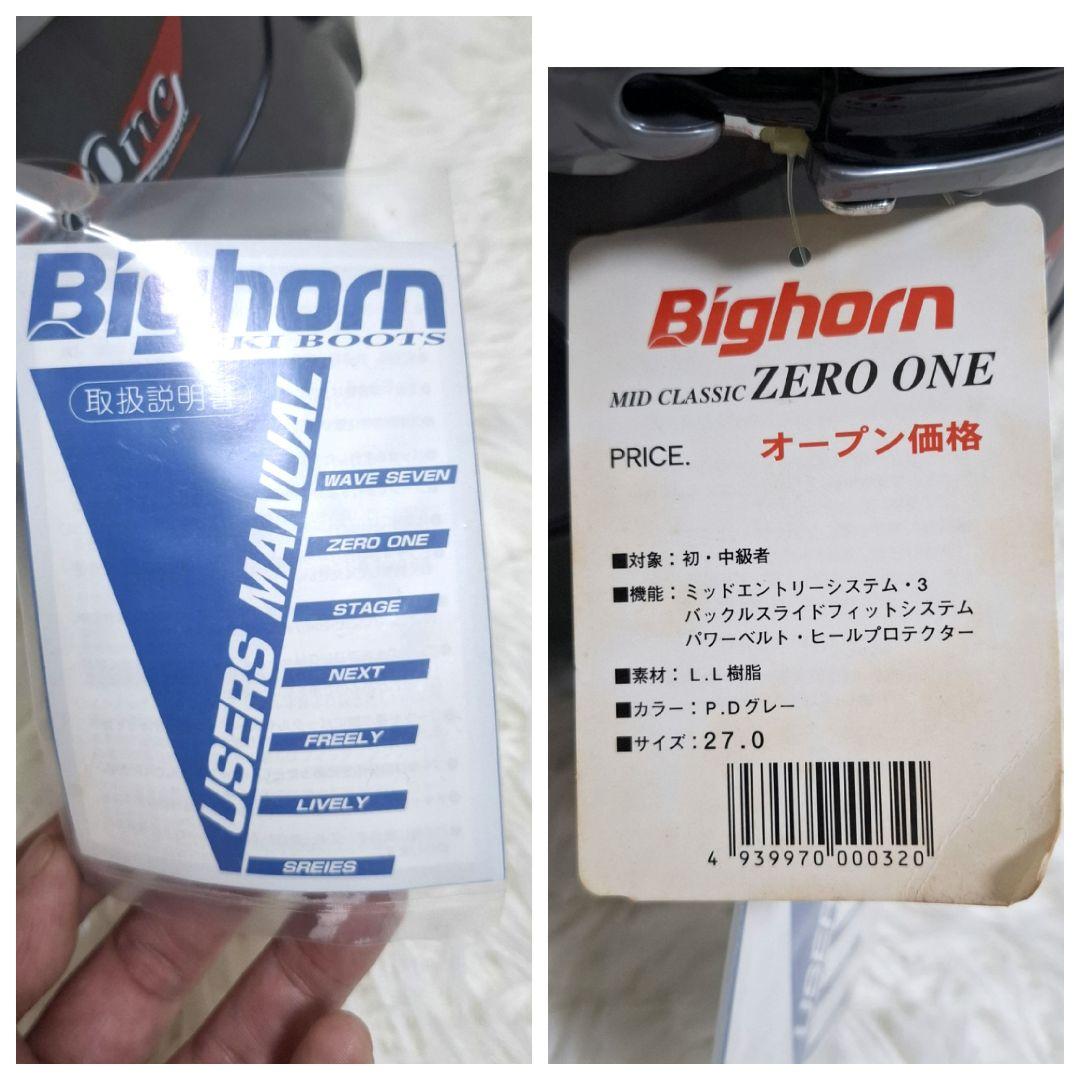 One
Bighorn
SKI BOOTS
取扱説明書
USERS MANUAL
WAVE SEVEN
ZERO ONE
STAGE
NEXT
FREELY
LIVELY
SREIES
Bighorn
MID CLASSIC ZERO ONE
PRICE. オープン価格
■対象：初・中級者
■機能：ミッドエントリーシステム・3
バックルスライドフィットシステム
パワーベルト・ヒールプロテクター
■素材：L.L樹脂
■カラー：P.Dグレー
■サイズ：27.0
4 939970 000320